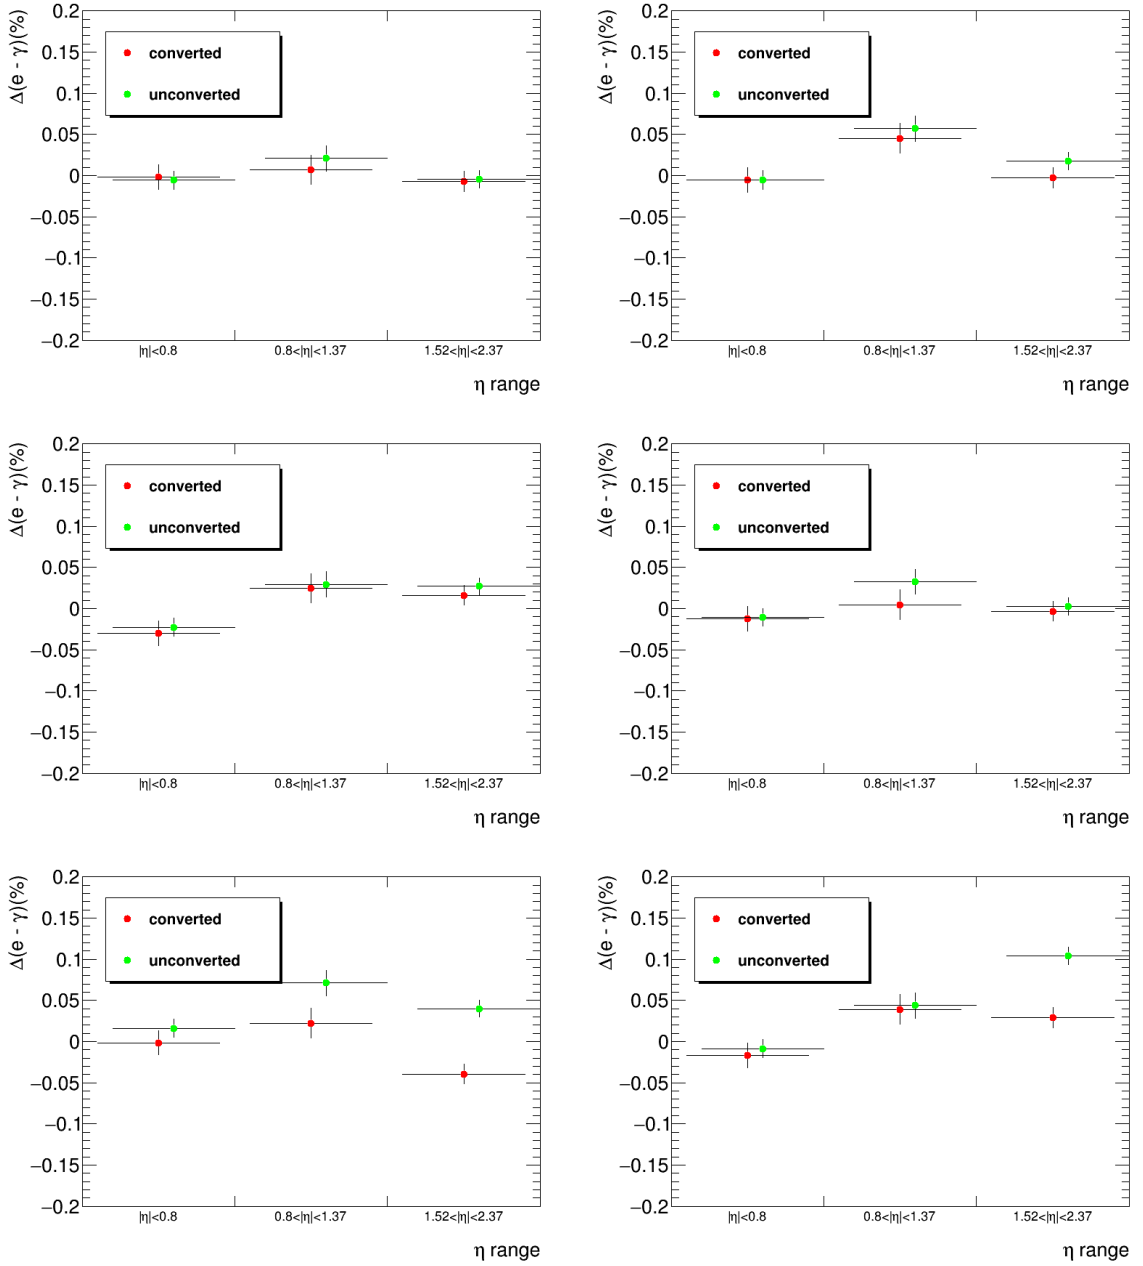 Δ(e - γ)(%)
0.2
0.15
0.1
0.05
0
−0.05
−0.1
−0.15
−0.2
converted
unconverted
|η|<0.8
0.8<|η|<1.37
1.52<|η|<2.37
η range
Δ(e - γ)(%)
0.2
0.15
0.1
0.05
0
−0.05
−0.1
−0.15
−0.2
converted
unconverted
|η|<0.8
0.8<|η|<1.37
1.52<|η|<2.37
η range
Δ(e - γ)(%)
0.2
0.15
0.1
0.05
0
−0.05
−0.1
−0.15
−0.2
converted
unconverted
|η|<0.8
0.8<|η|<1.37
1.52<|η|<2.37
η range
Δ(e - γ)(%)
0.2
0.15
0.1
0.05
0
−0.05
−0.1
−0.15
−0.2
converted
unconverted
|η|<0.8
0.8<|η|<1.37
1.52<|η|<2.37
η range
Δ(e - γ)(%)
0.2
0.15
0.1
0.05
0
−0.05
−0.1
−0.15
−0.2
converted
unconverted
|η|<0.8
0.8<|η|<1.37
1.52<|η|<2.37
η range
Δ(e - γ)(%)
0.2
0.15
0.1
0.05
0
−0.05
−0.1
−0.15
−0.2
converted
unconverted
|η|<0.8
0.8<|η|<1.37
1.52<|η|<2.37
η range